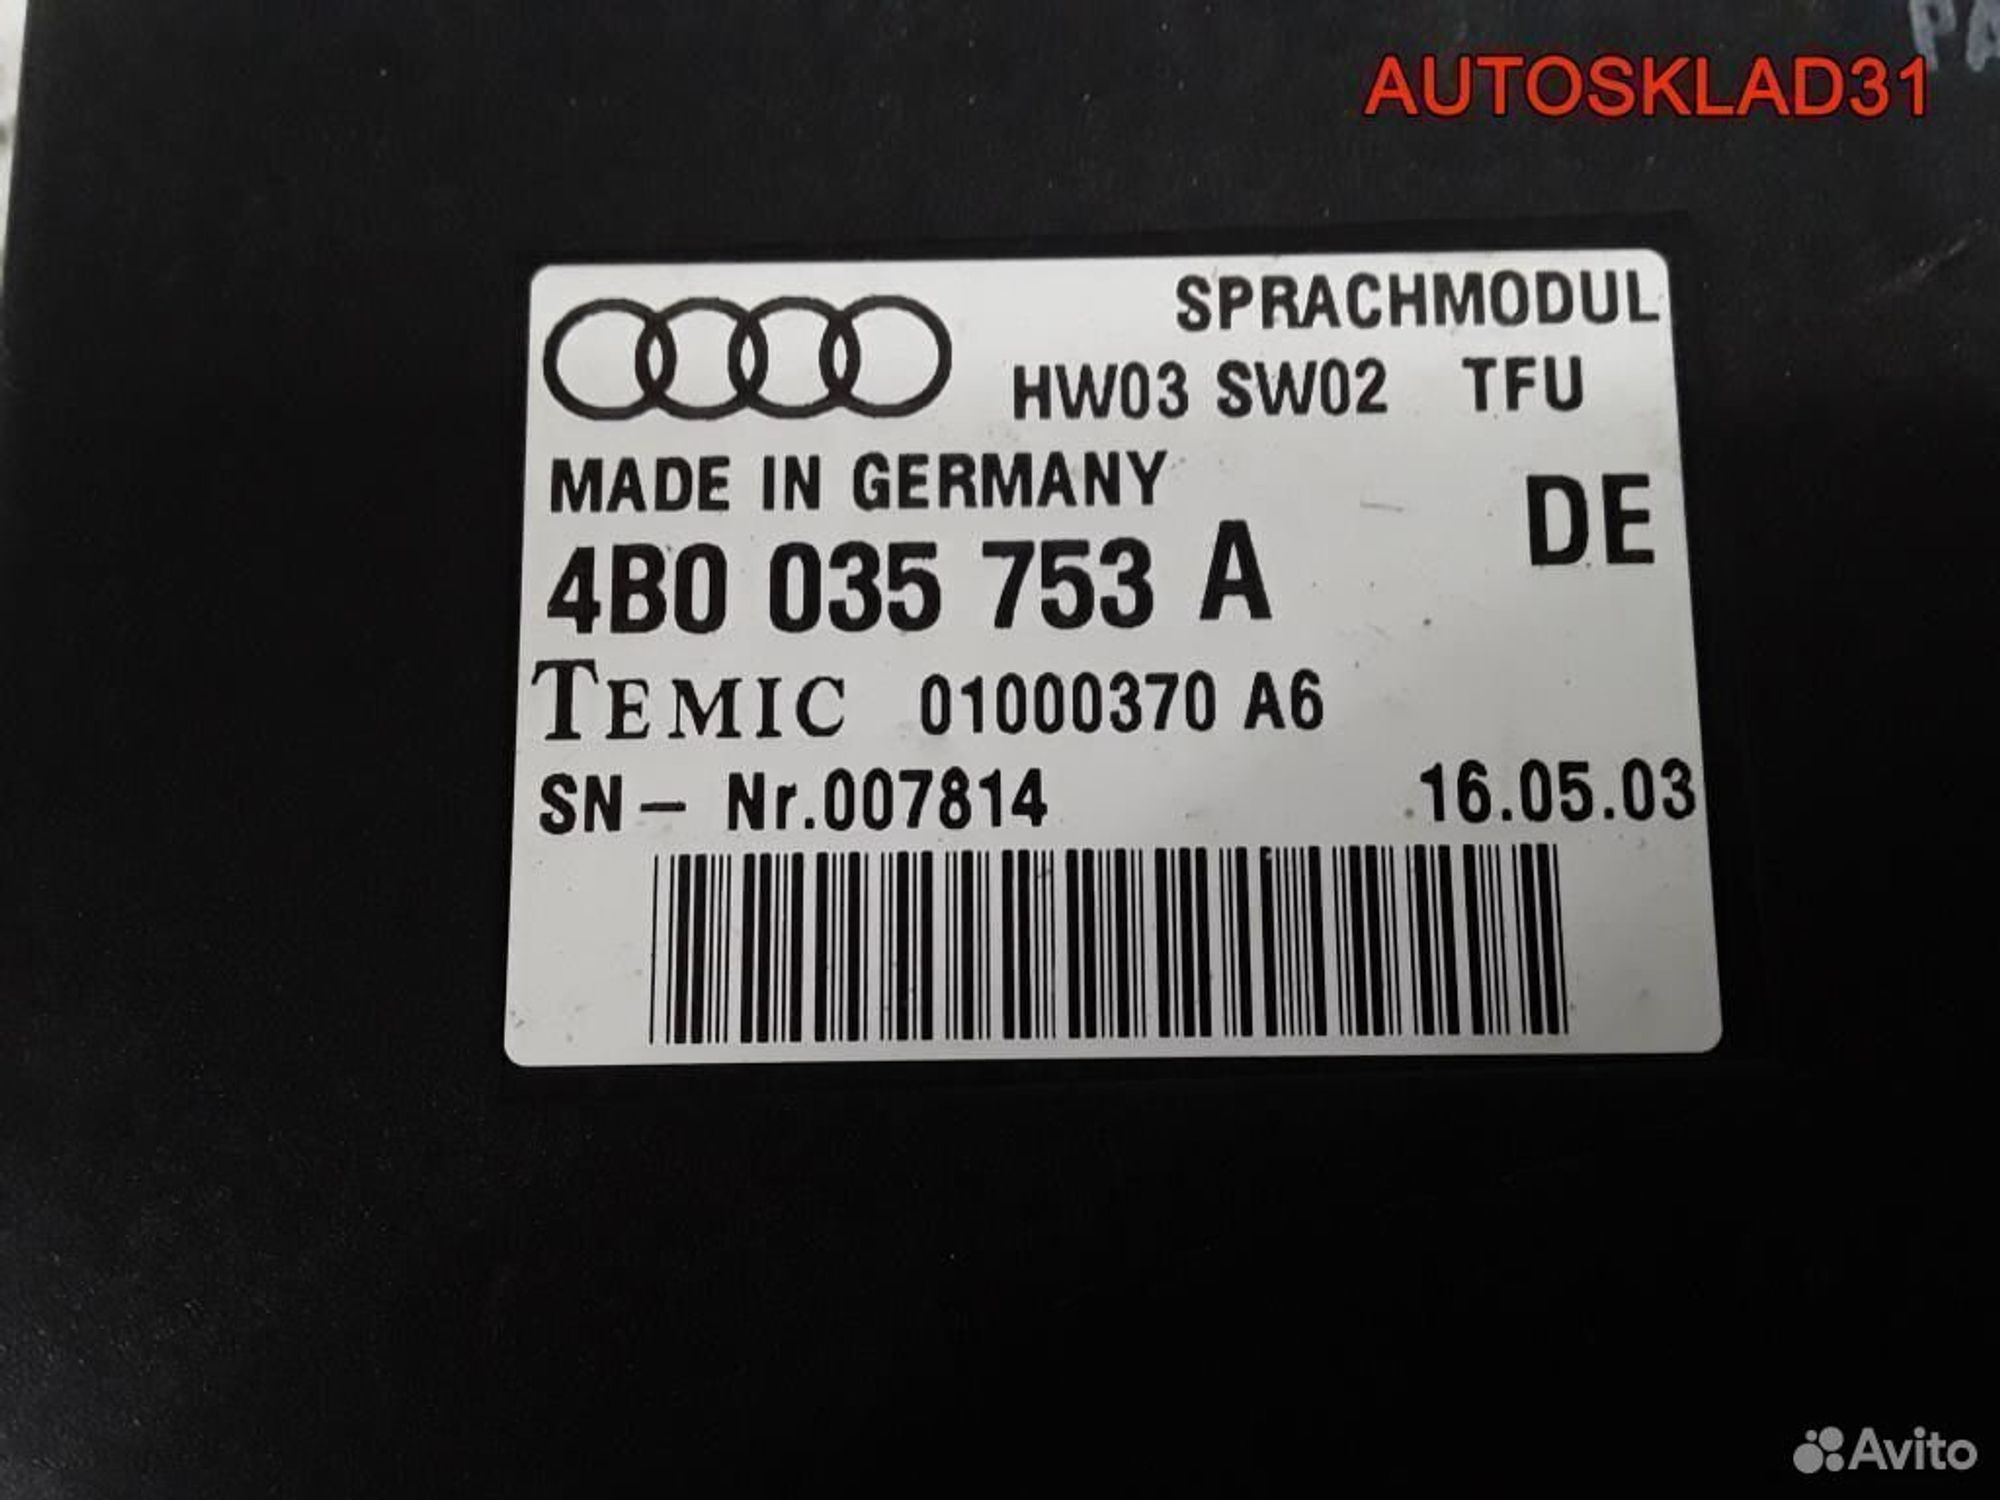 AUTOSKLAD31
SPRACHMODUL
HW03 SW02 TFU
MADE IN GERMANY
DE
4B0 035 753 A
TEMIC 01000370 A6
SN- Nr.007814 16.05.03
Avito